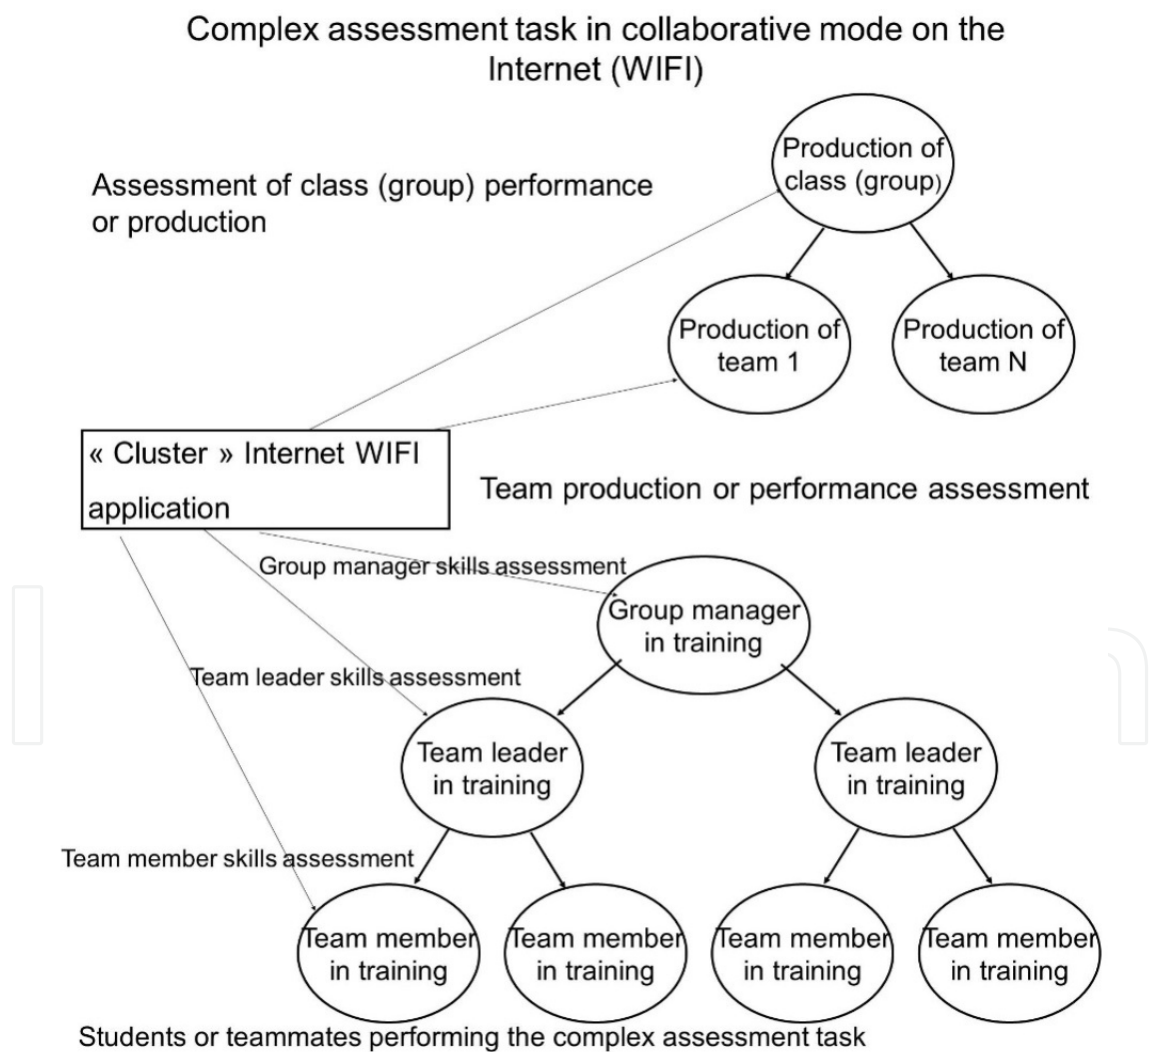 Complex assessment task in collaborative mode on the
Internet (WIFI)
Production of
class (group)
Assessment of class (group) performance
or production
Production of
team 1
Production of
team N
« Cluster » Internet WIFI
application
Team production or performance assessment
Group manager skills assessment
Group manager
in training
Team leader skills assessment
Team leader
in training
Team leader
in training
Team member skills assessment
Team member
in training
Team member
in training
Team member
in training
Team member
in training
Students or teammates performing the complex assessment task